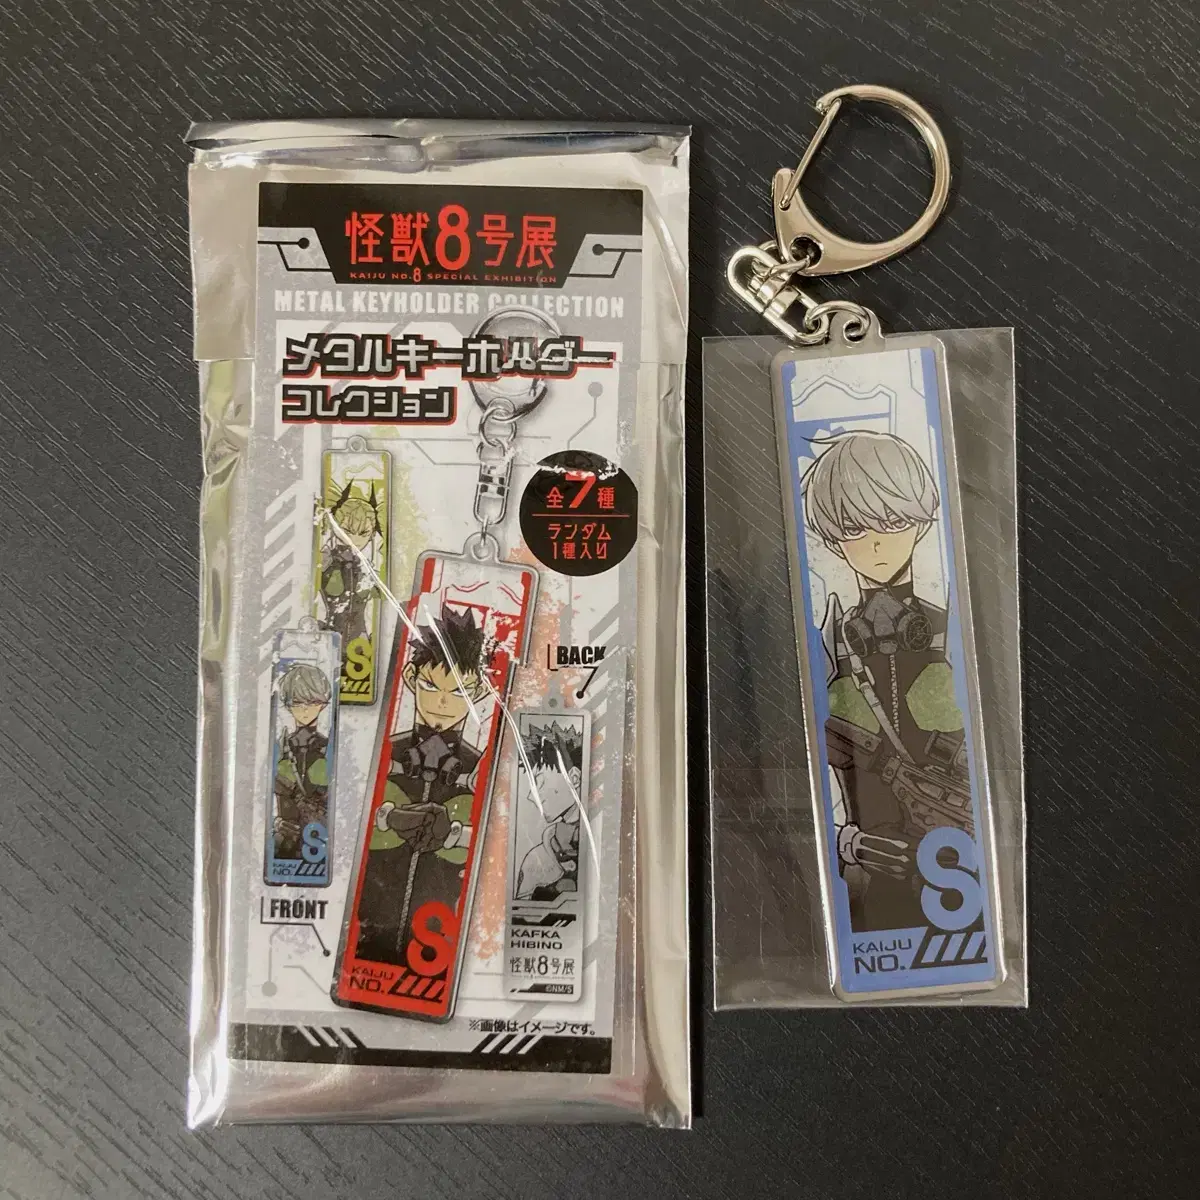 怪獣8号展
KAIJU NO.8 SPECIAL EXHIBITION
METAL KEYHOLDER COLLECTION
メタルキーホルダー
コレクション
全7種
ランダム
1種入り
BACK
FRONT
S
S
KAIJU
NO.
S
KAIJU
NO.
KAFKA
HIBINO
怪獣8号展
©NM/S
※画像はイメージです。
S
KAIJU
NO.